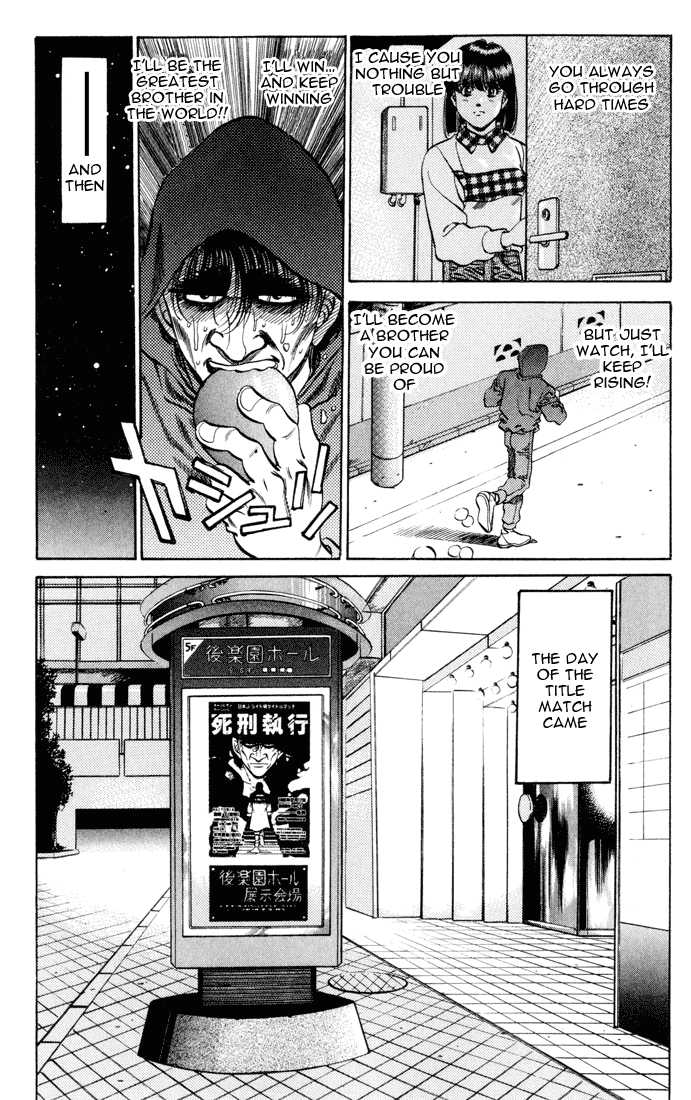 YOU ALWAYS
GO THROUGH
HARD TIMES
I CAUSE YOU
NOTHING BUT
TROUBLE
BUT JUST
WATCH, I'LL
KEEP
RISING!
I'LL BECOME
A BROTHER
YOU CAN
BE PROUD
OF
I'LL WIN...
AND KEEP
WINNING
I'LL BE THE
GREATEST
BROTHER IN
THE WORLD!!
カシュッ
AND
THEN
THE DAY
OF THE
TITLE
MATCH
CAME
5F
後楽園ホール
死刑執行
後楽園ホール
展示会場